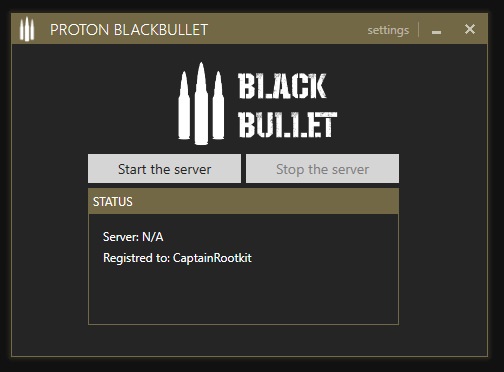 PROTON BLACKBULLET settings
BLACK
BULLET
Start the server Stop the server
STATUS
Server: N/A
Registred to: CaptainRootkit